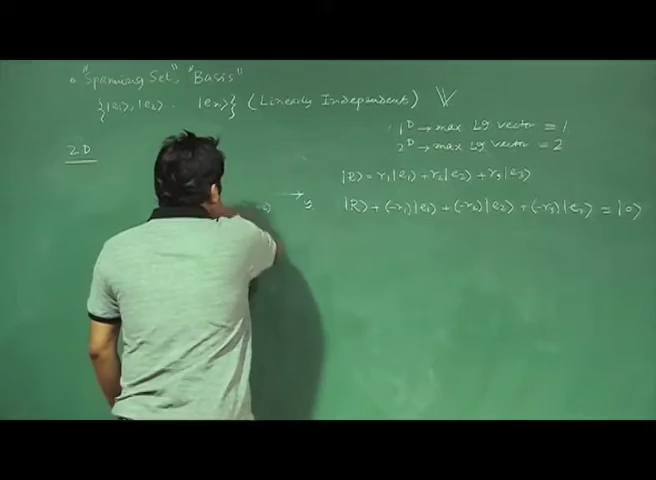 "Spanning Set", "Basis"
{|e₁⟩, |e₂⟩ . |eₙ⟩} (Linearly Independent) V
1D → max LI vector = 1
2D → max LI vector = 2
2D
|R⟩ = r₁|e₁⟩ + r₂|e₂⟩ + r₃|e₃⟩
→ y
|R⟩ + (-r₁)|e₁⟩ + (-r₂)|e₂⟩ + (-r₃)|e₃⟩ = |0⟩